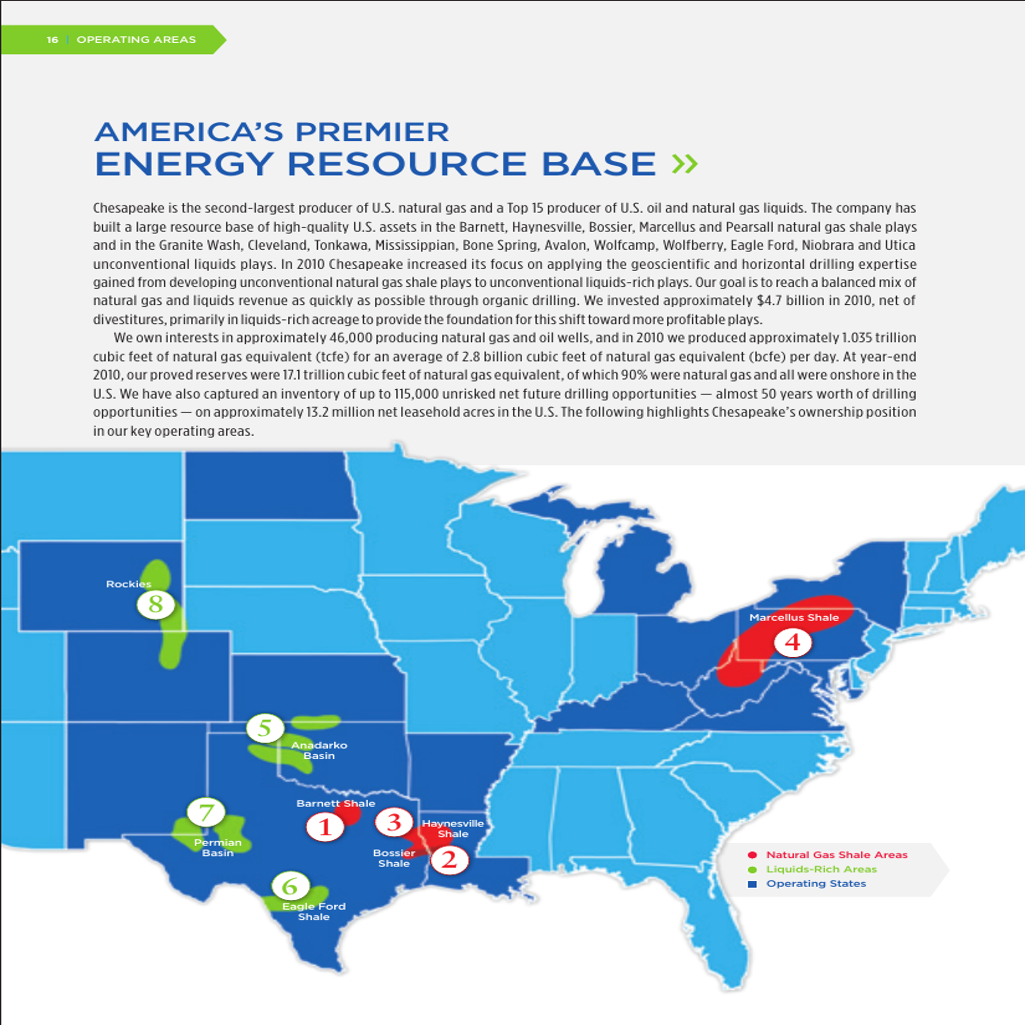 16 | OPERATING AREAS
AMERICA'S PREMIER
ENERGY RESOURCE BASE »
Chesapeake is the second-largest producer of U.S. natural gas and a Top 15 producer of U.S. oil and natural gas liquids. The company has
built a large resource base of high-quality U.S. assets in the Barnett, Haynesville, Bossier, Marcellus and Pearsall natural gas shale plays
and in the Granite Wash, Cleveland, Tonkawa, Mississippian, Bone Spring, Avalon, Wolfcamp, Wolfberry, Eagle Ford, Niobrara and Utica
unconventional liquids plays. In 2010 Chesapeake increased its focus on applying the geoscientific and horizontal drilling expertise
gained from developing unconventional natural gas shale plays to unconventional liquids-rich plays. Our goal is to reach a balanced mix of
natural gas and liquids revenue as quickly as possible through organic drilling. We invested approximately $4.7 billion in 2010, net of
divestitures, primarily in liquids-rich acreage to provide the foundation for this shift toward more profitable plays.
We own interests in approximately 46,000 producing natural gas and oil wells, and in 2010 we produced approximately 1.035 trillion
cubic feet of natural gas equivalent (tcfe) for an average of 2.8 billion cubic feet of natural gas equivalent (bcfe) per day. At year-end
2010, our proved reserves were 17.1 trillion cubic feet of natural gas equivalent, of which 90% were natural gas and all were onshore in the
U.S. We have also captured an inventory of up to 115,000 unrisked net future drilling opportunities — almost 50 years worth of drilling
opportunities — on approximately 13.2 million net leasehold acres in the U.S. The following highlights Chesapeake's ownership position
in our key operating areas.
Rockies
8
Marcellus Shale
4
5
Anadarko
Basin
Barnett Shale
1
3
Haynesville
Shale
2
Bossier
Shale
7
Permian
Basin
6
Eagle Ford
Shale
Natural Gas Shale Areas
Liquids-Rich Areas
Operating States